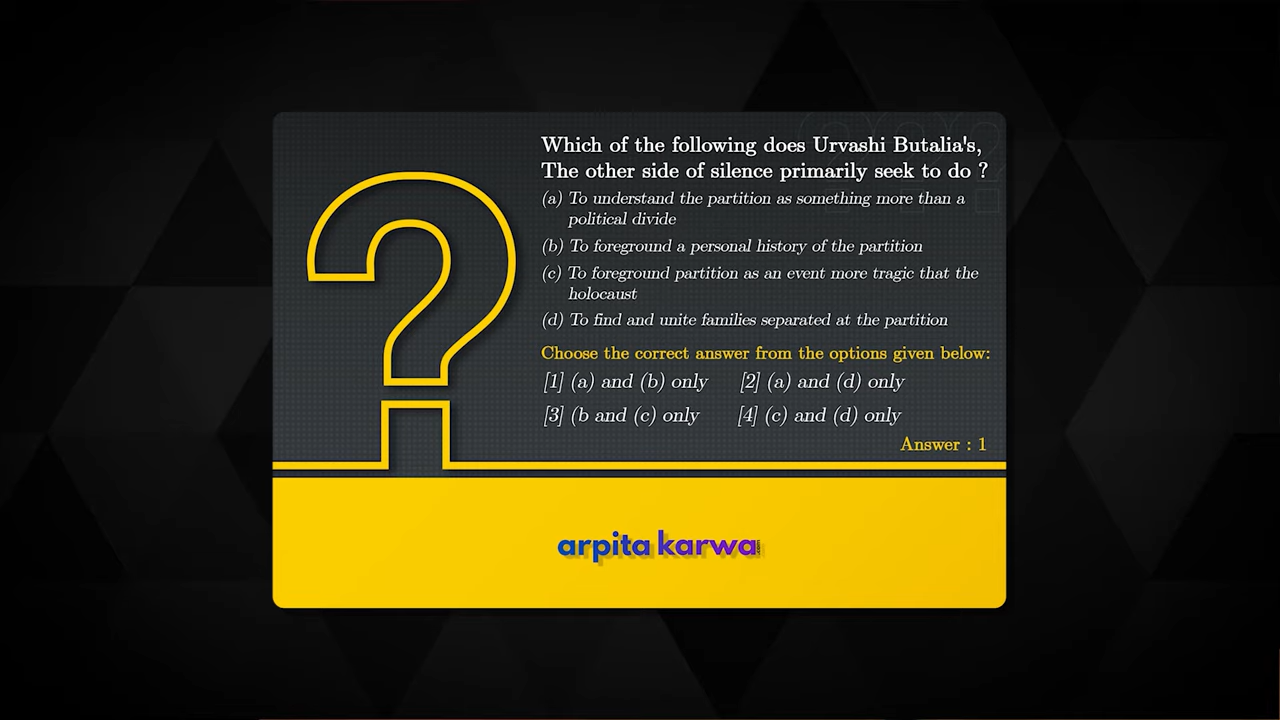 Which of the following does Urvashi Butalia's,
The other side of silence primarily seek to do ?
(a) To understand the partition as something more than a
political divide
(b) To foreground a personal history of the partition
(c) To foreground partition as an event more tragic that the
holocaust
(d) To find and unite families separated at the partition
Choose the correct answer from the options given below:
[1] (a) and (b) only [2] (a) and (d) only
[3] (b and (c) only [4] (c) and (d) only
Answer : 1
arpita karwa